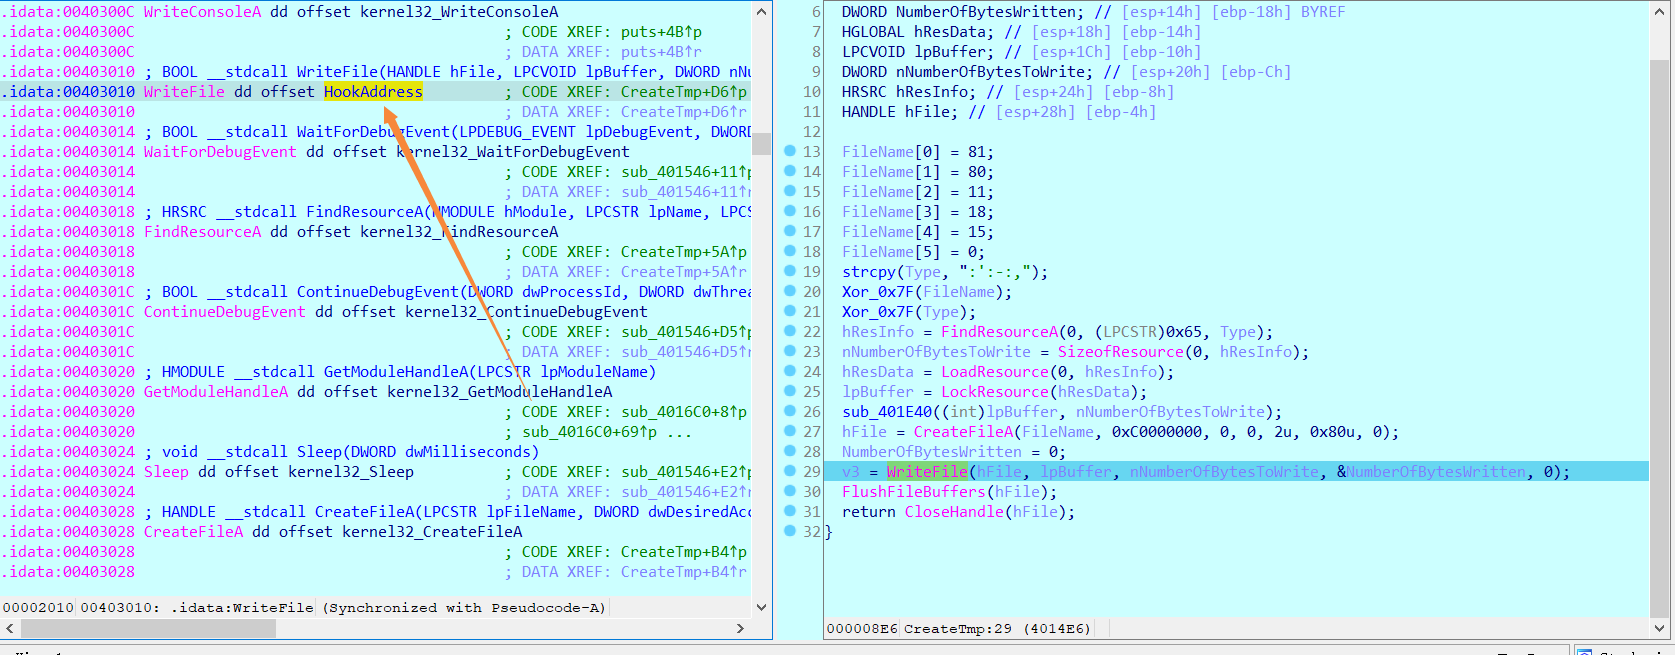 .idata:0040300C WriteConsoleA dd offset kernel32_WriteConsoleA
.idata:0040300C ; CODE XREF: puts+4B↑p
.idata:0040300C ; DATA XREF: puts+4B↑r
.idata:00403010 ; BOOL __stdcall WriteFile(HANDLE hFile, LPCVOID lpBuffer, DWORD nNu
.idata:00403010 WriteFile dd offset HookAddress ; CODE XREF: CreateTmp+D6↑p
.idata:00403010 ; DATA XREF: CreateTmp+D6↑r
.idata:00403014 ; BOOL __stdcall WaitForDebugEvent(LPDEBUG_EVENT lpDebugEvent, DWORD
.idata:00403014 WaitForDebugEvent dd offset kernel32_WaitForDebugEvent
.idata:00403014 ; CODE XREF: sub_401546+11↑p
.idata:00403014 ; DATA XREF: sub_401546+11↑r
.idata:00403018 ; HRSRC __stdcall FindResourceA(HMODULE hModule, LPCSTR lpName, LPCS
.idata:00403018 FindResourceA dd offset kernel32_FindResourceA
.idata:00403018 ; CODE XREF: CreateTmp+5A↑p
.idata:00403018 ; DATA XREF: CreateTmp+5A↑r
.idata:0040301C ; BOOL __stdcall ContinueDebugEvent(DWORD dwProcessId, DWORD dwThrea
.idata:0040301C ContinueDebugEvent dd offset kernel32_ContinueDebugEvent
.idata:0040301C ; CODE XREF: sub_401546+D5↑p
.idata:0040301C ; DATA XREF: sub_401546+D5↑r
.idata:00403020 ; HMODULE __stdcall GetModuleHandleA(LPCSTR lpModuleName)
.idata:00403020 GetModuleHandleA dd offset kernel32_GetModuleHandleA
.idata:00403020 ; CODE XREF: sub_4016C0+8↑p
.idata:00403020 ; sub_4016C0+69↑p ...
.idata:00403024 ; void __stdcall Sleep(DWORD dwMilliseconds)
.idata:00403024 Sleep dd offset kernel32_Sleep ; CODE XREF: sub_401546+E2↑p
.idata:00403024 ; DATA XREF: sub_401546+E2↑r
.idata:00403028 ; HANDLE __stdcall CreateFileA(LPCSTR lpFileName, DWORD dwDesiredAcc
.idata:00403028 CreateFileA dd offset kernel32_CreateFileA
.idata:00403028 ; CODE XREF: CreateTmp+B4↑p
.idata:00403028 ; DATA XREF: CreateTmp+B4↑r
00002010 00403010: .idata:WriteFile (Synchronized with Pseudocode-A)
6 DWORD NumberOfBytesWritten; // [esp+14h] [ebp-18h] BYREF
7 HGLOBAL hResData; // [esp+18h] [ebp-14h]
8 LPCVOID lpBuffer; // [esp+1Ch] [ebp-10h]
9 DWORD nNumberOfBytesToWrite; // [esp+20h] [ebp-Ch]
10 HRSRC hResInfo; // [esp+24h] [ebp-8h]
11 HANDLE hFile; // [esp+28h] [ebp-4h]
12
13 FileName[0] = 81;
14 FileName[1] = 80;
15 FileName[2] = 11;
16 FileName[3] = 18;
17 FileName[4] = 15;
18 FileName[5] = 0;
19 strcpy(Type, ":':-:,");
20 Xor_0x7F(FileName);
21 Xor_0x7F(Type);
22 hResInfo = FindResourceA(0, (LPCSTR)0x65, Type);
23 nNumberOfBytesToWrite = SizeofResource(0, hResInfo);
24 hResData = LoadResource(0, hResInfo);
25 lpBuffer = LockResource(hResData);
26 sub_401E40((int)lpBuffer, nNumberOfBytesToWrite);
27 hFile = CreateFileA(FileName, 0xC0000000, 0, 0, 2u, 0x80u, 0);
28 NumberOfBytesWritten = 0;
29 v3 = WriteFile(hFile, lpBuffer, nNumberOfBytesToWrite, &NumberOfBytesWritten, 0);
30 FlushFileBuffers(hFile);
31 return CloseHandle(hFile);
32 }
000008E6 CreateTmp:29 (4014E6)